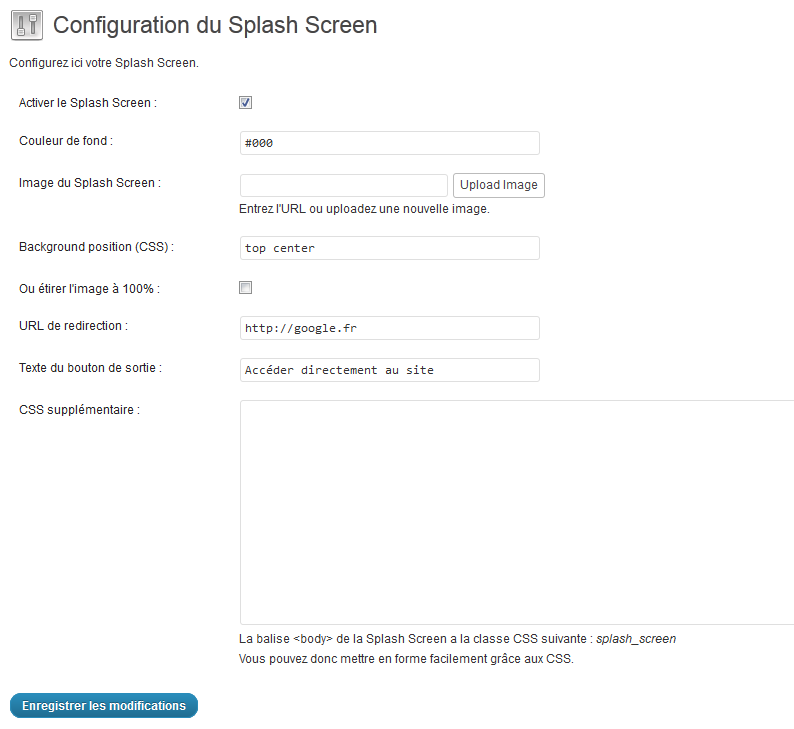 Configuration du Splash Screen
Configurez ici votre Splash Screen.
Activer le Splash Screen :
Couleur de fond :
#000
Image du Splash Screen :
Upload Image
Entrez l'URL ou uploadez une nouvelle image.
Background position (CSS) :
top center
Ou étirer l'image à 100% :
URL de redirection :
http://google.fr
Texte du bouton de sortie :
Accéder directement au site
CSS supplémentaire :
La balise <body> de la Splash Screen a la classe CSS suivante : splash_screen
Vous pouvez donc mettre en forme facilement grâce aux CSS.
Enregistrer les modifications